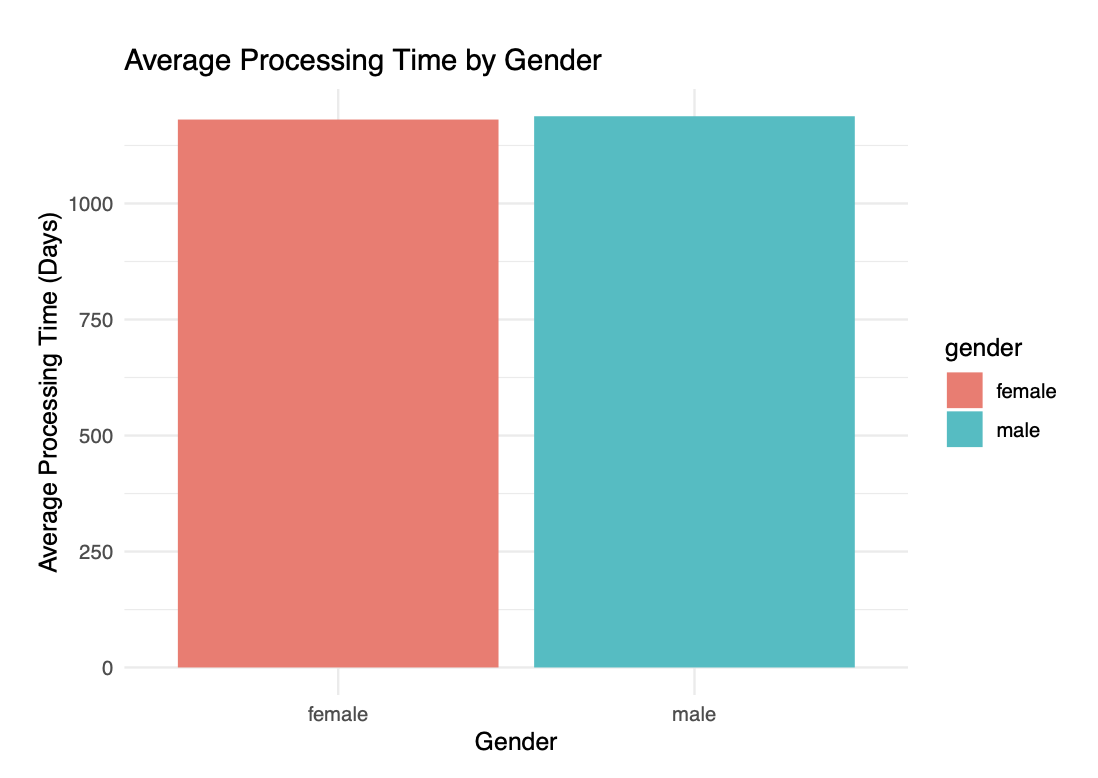 Average Processing Time by Gender
Average Processing Time (Days)
1000
750
500
250
0
female
male
Gender
gender
female
male